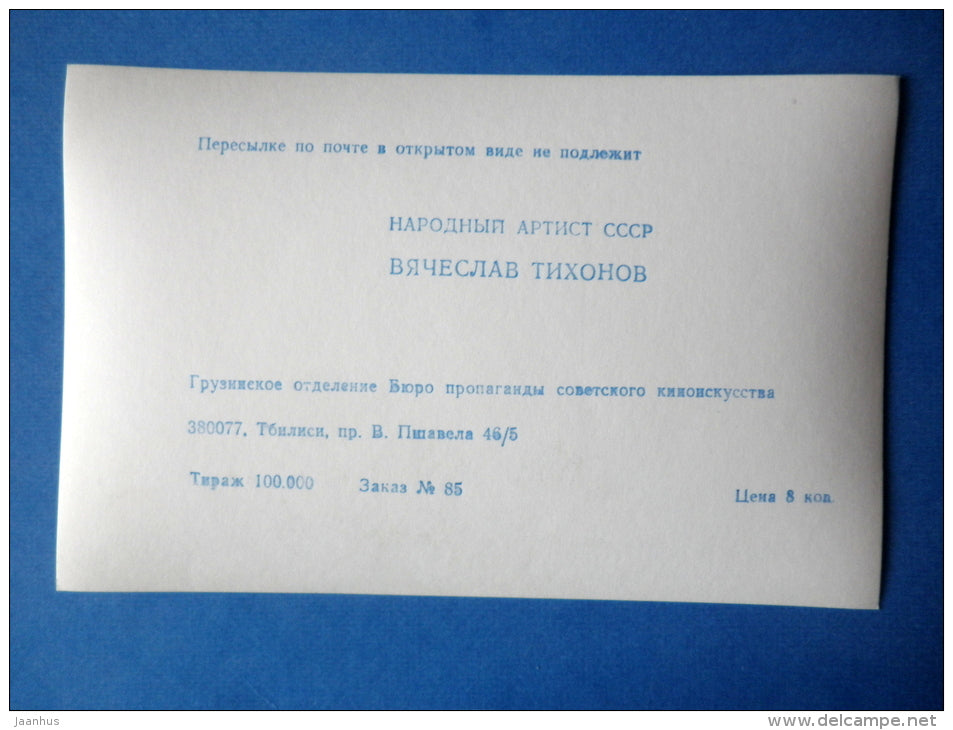 Пересылке по почте в открытом виде не подлежит
НАРОДНЫЙ АРТИСТ СССР
ВЯЧЕСЛАВ ТИХОНОВ
Грузинское отделение Бюро пропаганды советского киноискусства
380077, Тбилиси, пр. В. Пшавела 46/5
Тираж 100.000 Заказ № 85
Цена 8 коп.
jaanhus
delcampe.net